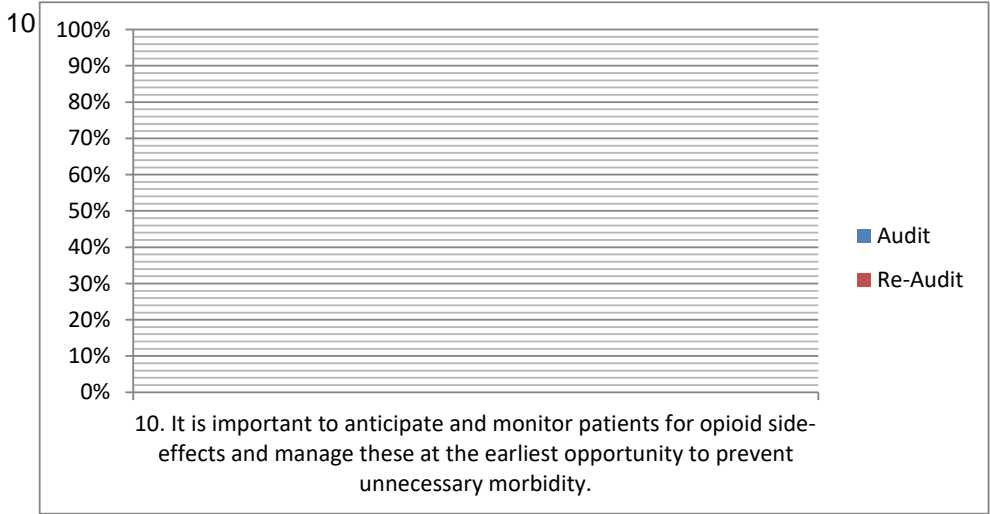 10
100%
90%
80%
70%
60%
50%
40%
30%
20%
10%
0%
Audit
Re-Audit
10. It is important to anticipate and monitor patients for opioid side-
effects and manage these at the earliest opportunity to prevent
unnecessary morbidity.